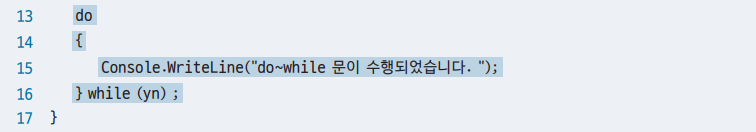 13 do
14 {
15 Console.WriteLine("do~while 문이 수행되었습니다. ");
16 } while (yn) ;
17 }